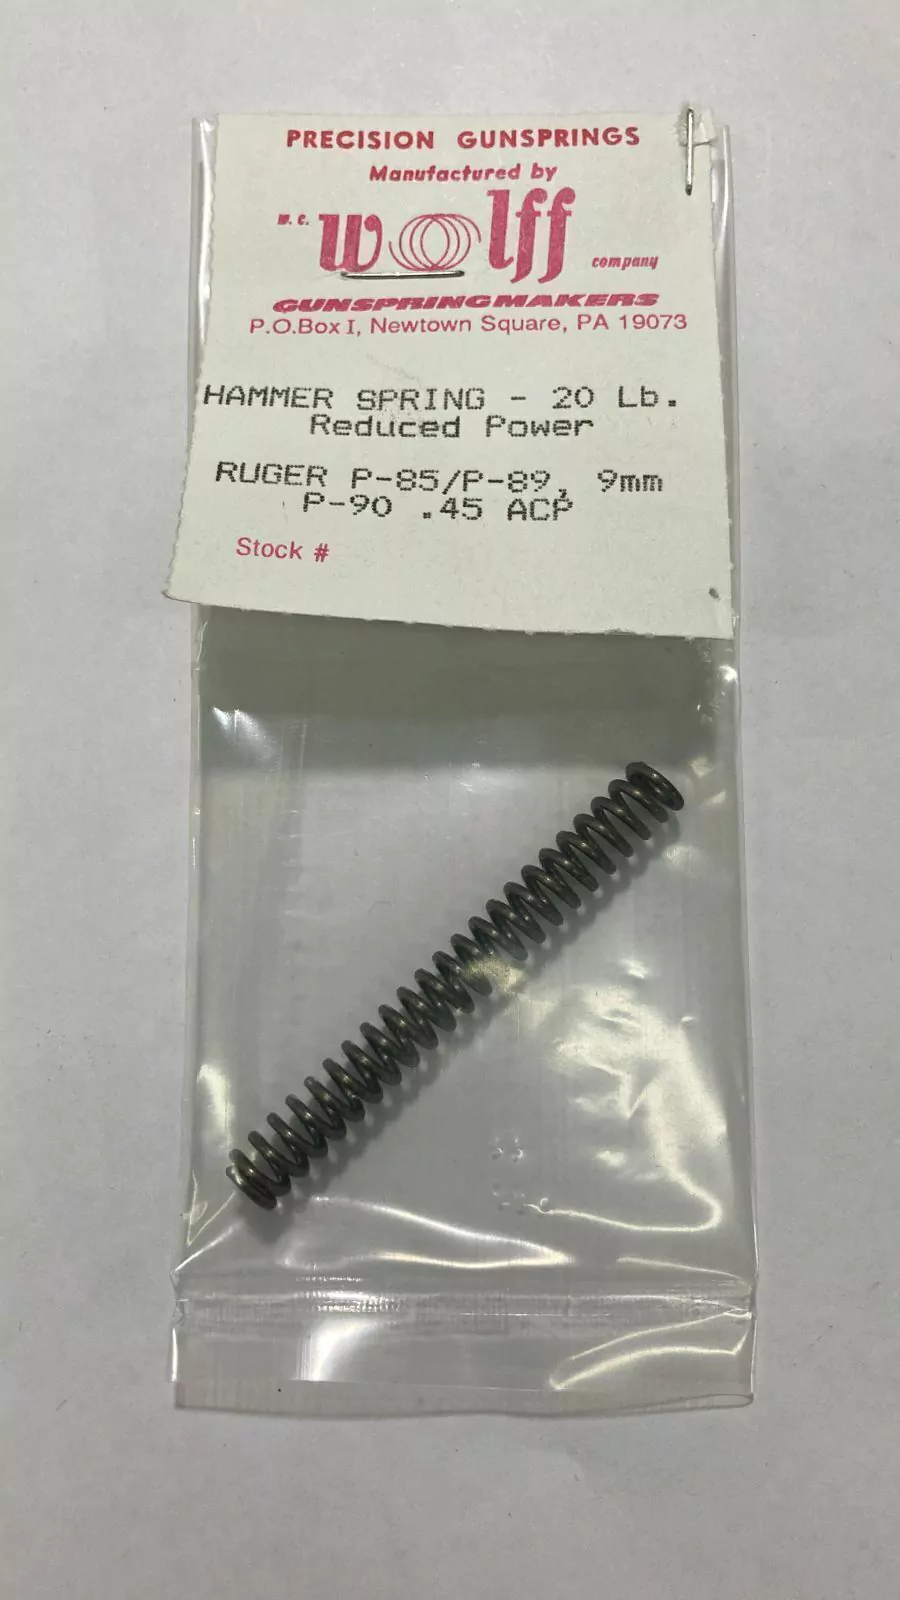 PRECISION GUNSPRINGS
Manufactured by
W. C. Wolff company
GUNSPRINGMAKERS
P.O.Box I, Newtown Square, PA 19073
HAMMER SPRING - 20 Lb.
Reduced Power
RUGER P-85/P-89, 9mm
P-90 .45 ACP
Stock #